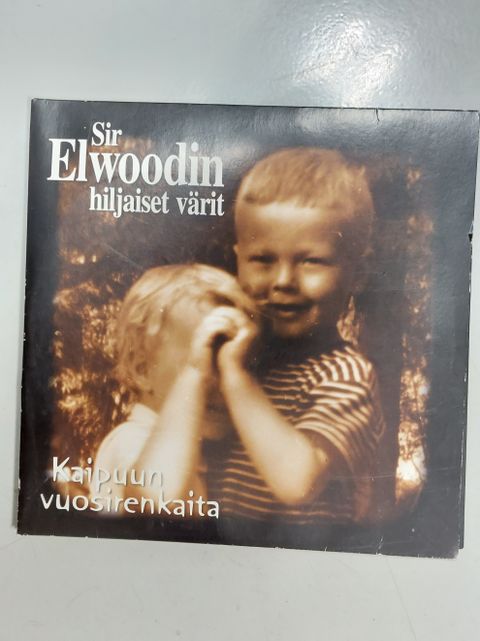 Sir
Elwoodin
hiljaiset värit
Kaipuun
vuosirenkaita